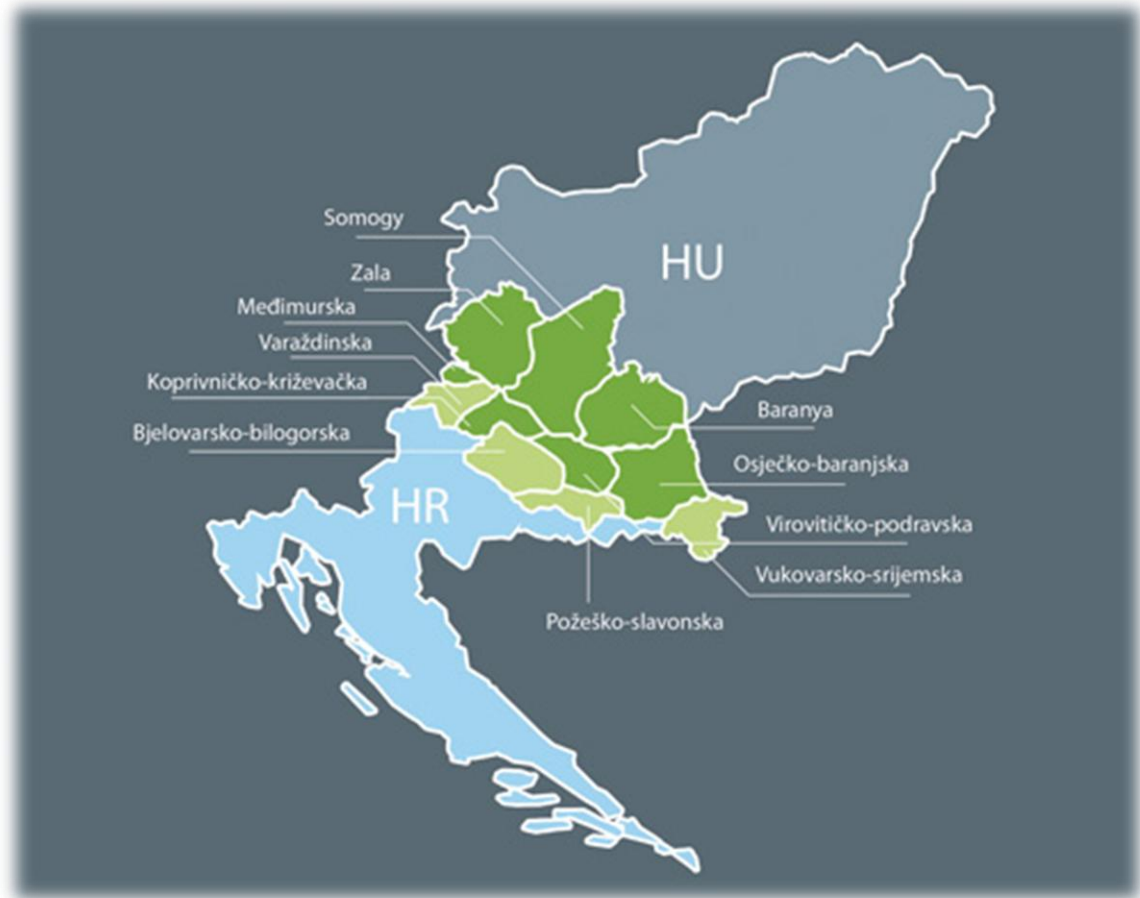 Somogy
HU
Zala
Međimurska
Varaždinska
Koprivničko-križevačka
Bjelovarsko-bilogorska
Baranya
Osječko-baranjska
HR
Virovitičko-podravska
Vukovarsko-srijemska
Požeško-slavonska